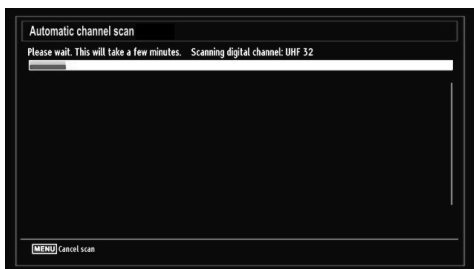 Automatic channel scan
Please wait. This will take a few minutes. Scanning digital channel: UHF 32
MENU Cancel scan